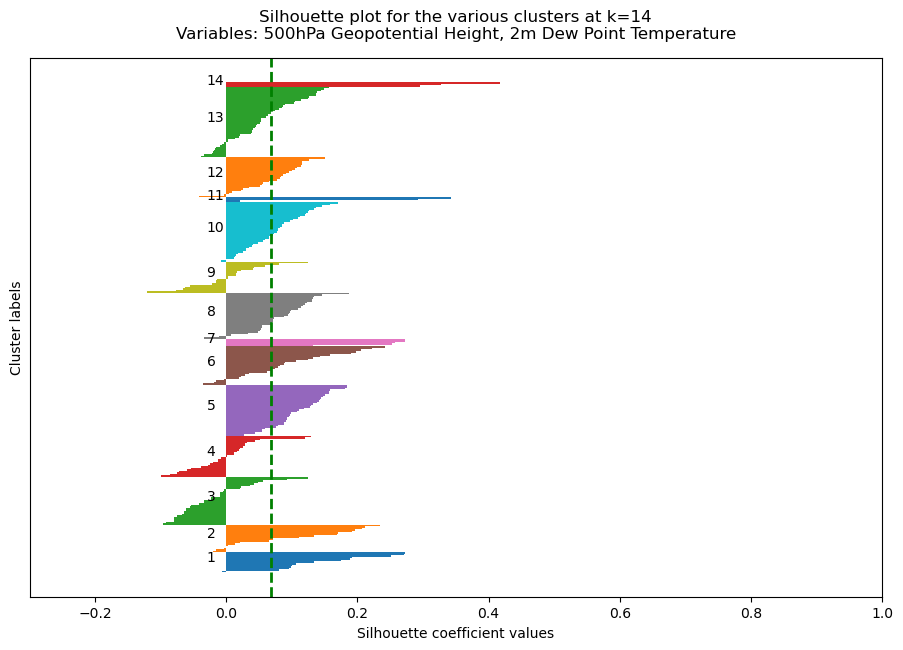 Silhouette plot for the various clusters at k=14
Variables: 500hPa Geopotential Height, 2m Dew Point Temperature
Cluster labels
14
13
12
11
10
9
8
7
6
5
4
3
2
1
−0.2 0.0 0.2 0.4 0.6 0.8 1.0
Silhouette coefficient values